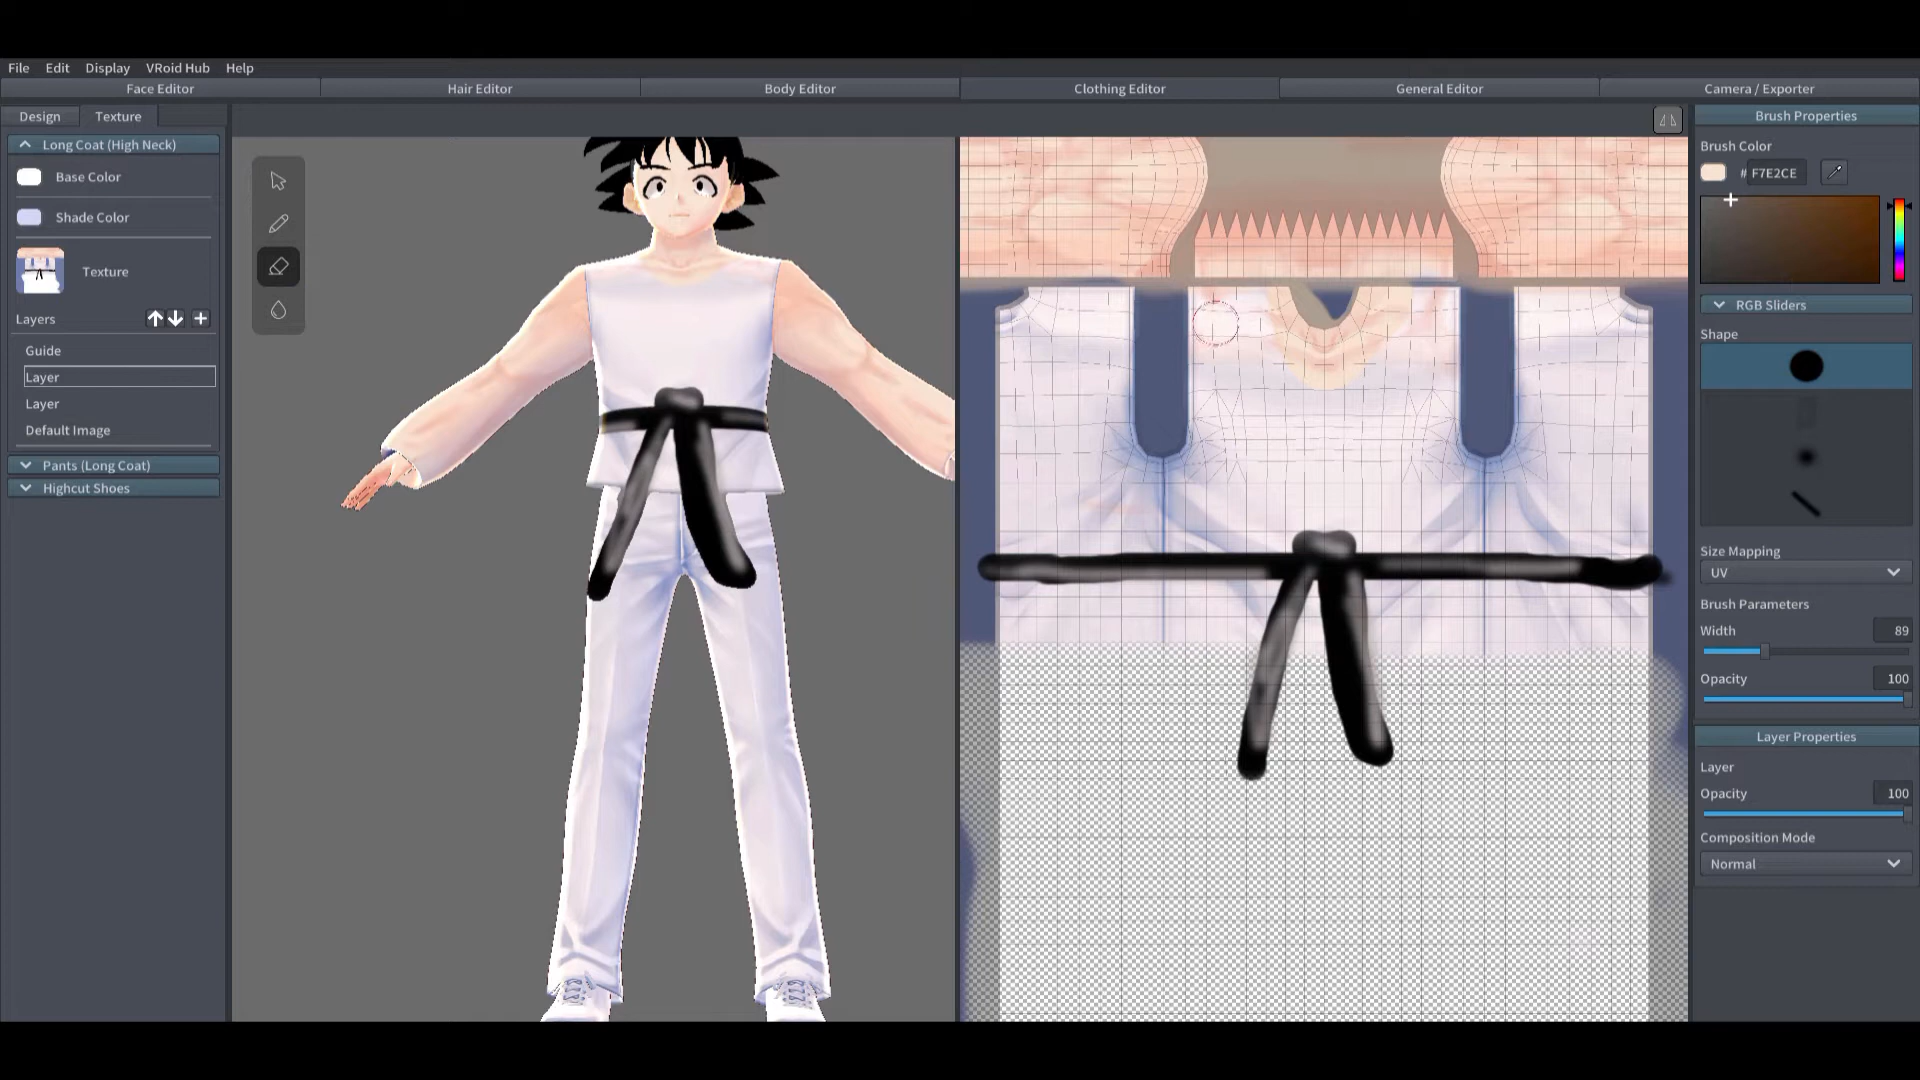 File Edit Display VRoid Hub Help
Face Editor Hair Editor Body Editor Clothing Editor General Editor Camera / Exporter
Design Texture
Long Coat (High Neck)
Base Color
Shade Color
Texture
Layers
Guide
Layer
Layer
Default Image
Pants (Long Coat)
Highcut Shoes
Brush Properties
Brush Color
# F7E2CE
RGB Sliders
Shape
Size Mapping
UV
Brush Parameters
Width 89
Opacity 100
Layer Properties
Layer
Opacity 100
Composition Mode
Normal